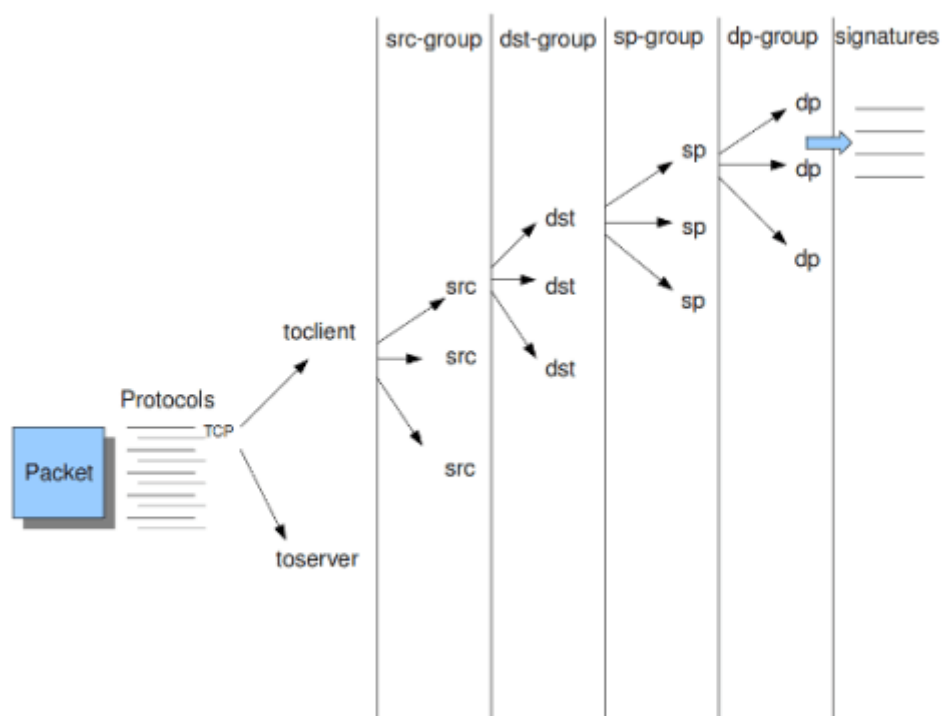 src-group dst-group sp-group dp-group signatures
dp
sp
dp
dst
sp
dp
src
dst
sp
toclient
src
dst
Protocols
TCP
Packet
src
toserver